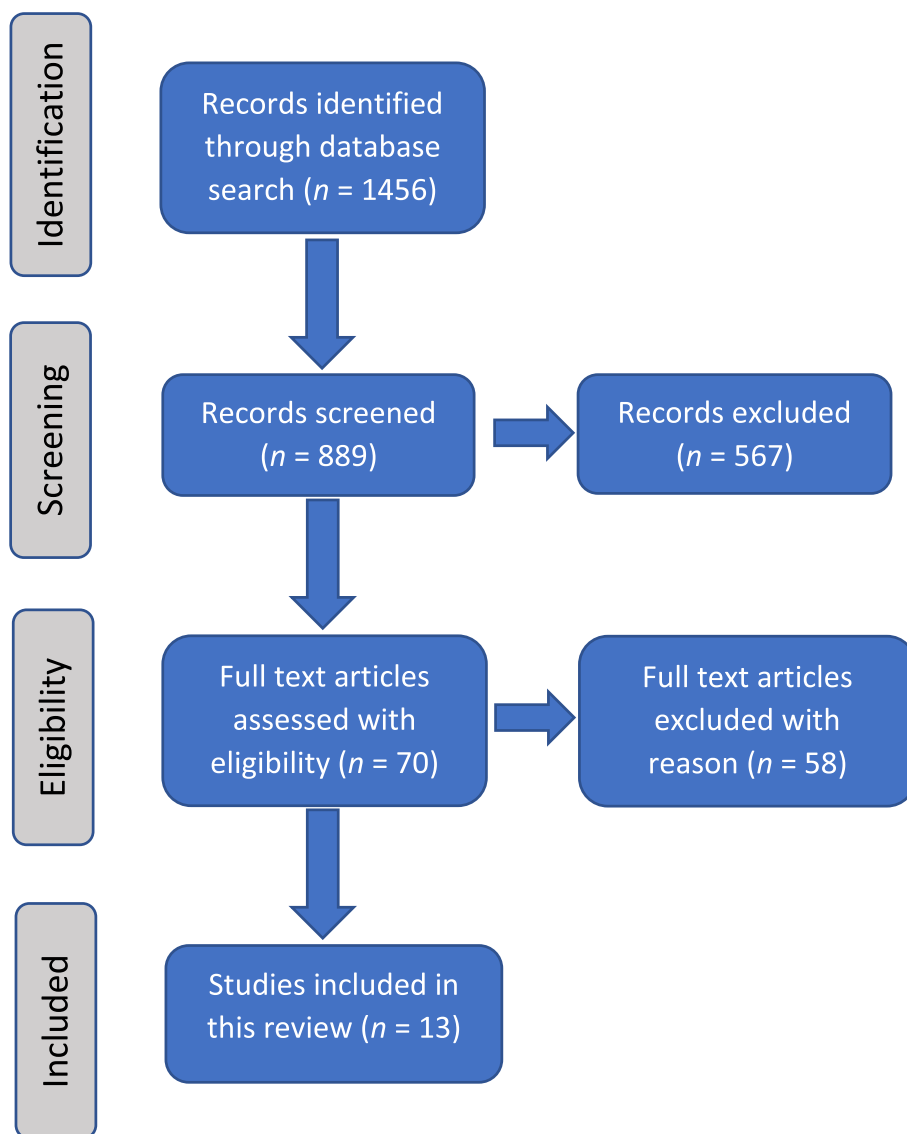 Identification
Records identified
through database
search (n = 1456)
Screening
Records screened
(n = 889)
Records excluded
(n = 567)
Eligibility
Full text articles
assessed with
eligibility (n = 70)
Full text articles
excluded with
reason (n = 58)
Included
Studies included in
this review (n = 13)